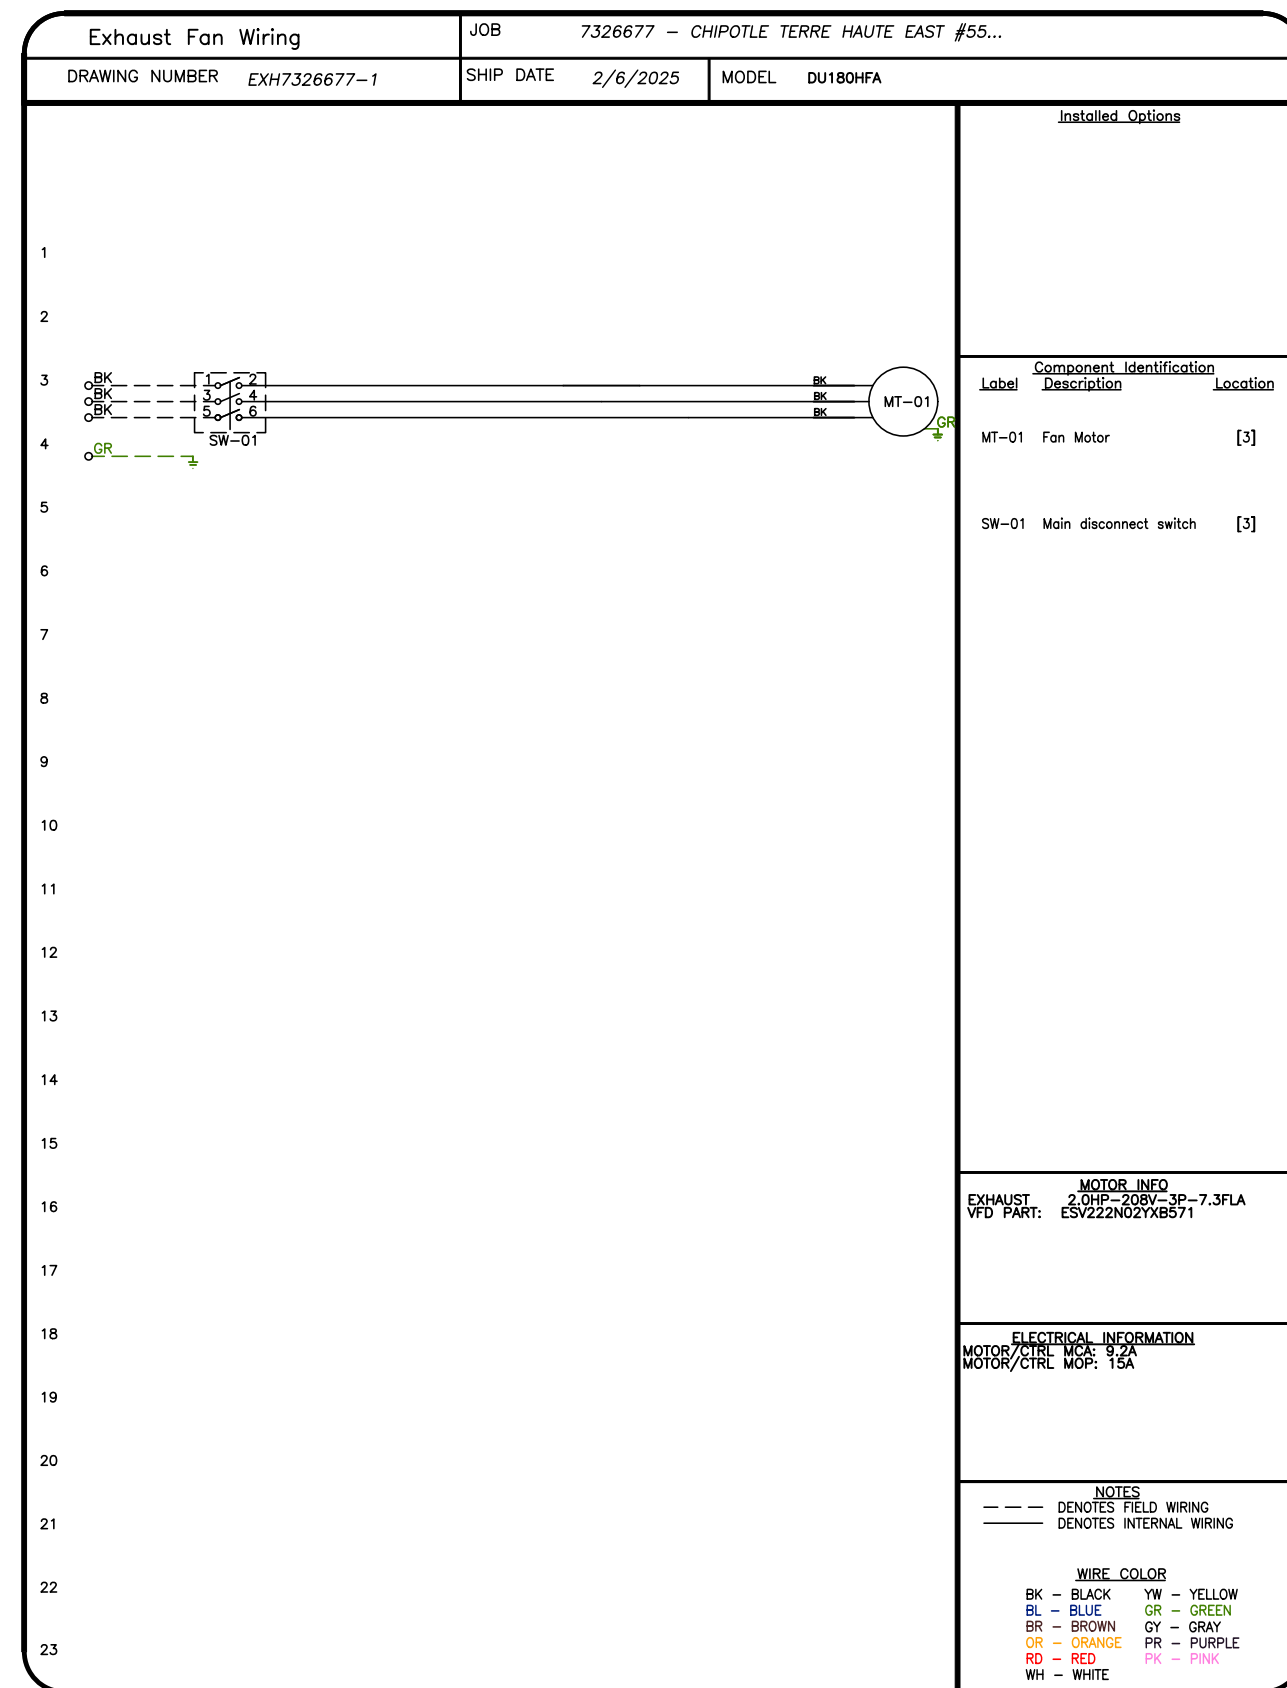 Exhaust Fan Wiring
JOB 7326677 - CHIPOTLE TERRE HAUTE EAST #55...
DRAWING NUMBER EXH7326677-1
SHIP DATE 2/6/2025
MODEL DU180HFA
1
2
3
4
5
6
7
8
9
10
11
12
13
14
15
16
17
18
19
20
21
22
23
BK 1 2 BK
BK 3 4 BK
BK 5 6 BK
MT-01
GR
SW-01
GR
Installed Options
Component Identification
Label Description Location
MT-01 Fan Motor [3]
SW-01 Main disconnect switch [3]
MOTOR INFO
EXHAUST 2.0HP-208V-3P-7.3FLA
VFD PART: ESV222N02YXB571
ELECTRICAL INFORMATION
MOTOR/CTRL MCA: 9.2A
MOTOR/CTRL MOP: 15A
NOTES
DENOTES FIELD WIRING
DENOTES INTERNAL WIRING
WIRE COLOR
BK - BLACK YW - YELLOW
BL - BLUE GR - GREEN
BR - BROWN GY - GRAY
OR - ORANGE PR - PURPLE
RD - RED PK - PINK
WH - WHITE